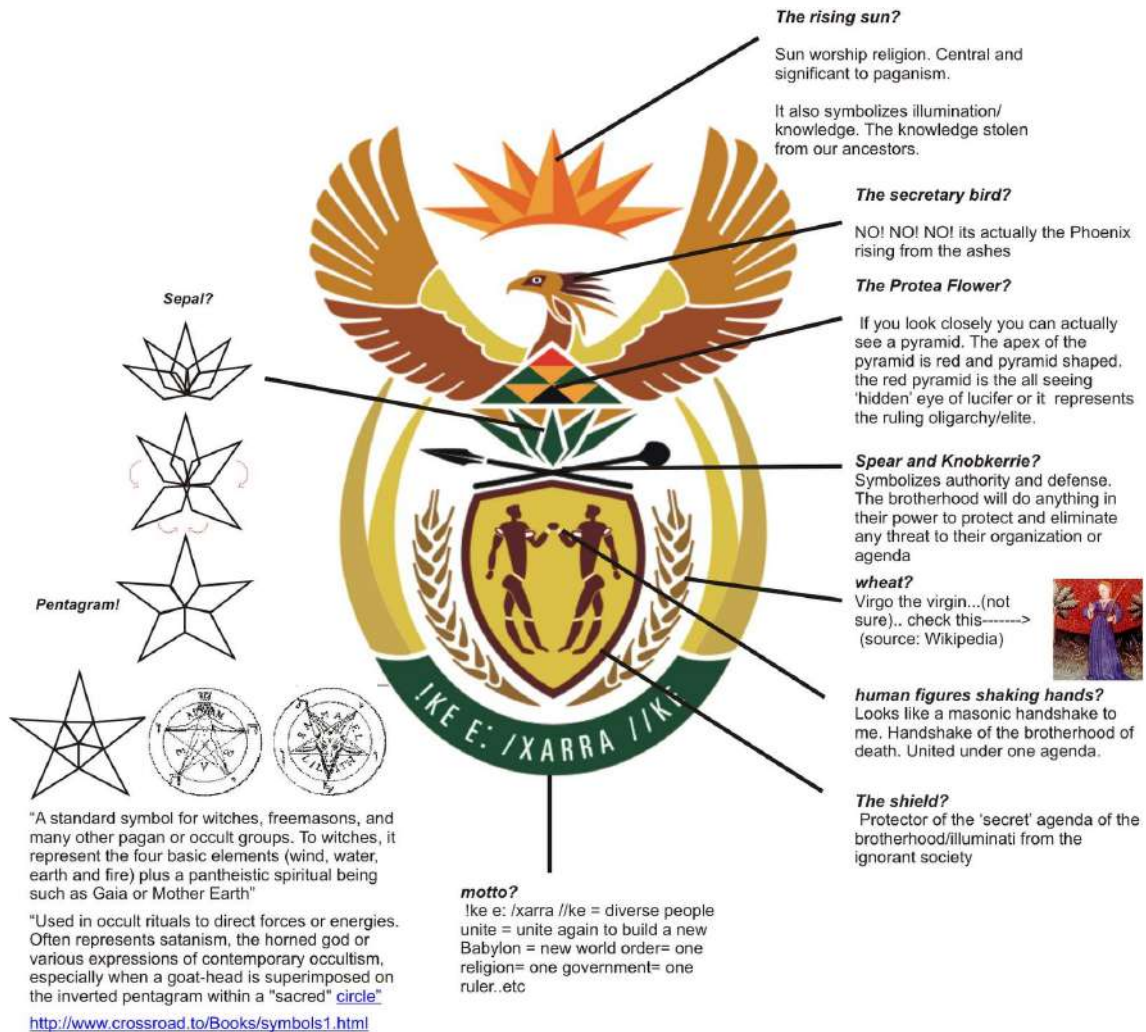 The rising sun?
Sun worship religion. Central and
significant to paganism.
It also symbolizes illumination/
knowledge. The knowledge stolen
from our ancestors.
The secretary bird?
NO! NO! NO! its actually the Phoenix
rising from the ashes
The Protea Flower?
If you look closely you can actually
see a pyramid. The apex of the
pyramid is red and pyramid shaped.
the red pyramid is the all seeing
'hidden' eye of lucifer or it represents
the ruling oligarchy/elite.
Spear and Knobkerrie?
Symbolizes authority and defense.
The brotherhood will do anything in
their power to protect and eliminate
any threat to their organization or
agenda
wheat?
Virgo the virgin...(not
sure).. check this------->
(source: Wikipedia)
human figures shaking hands?
Looks like a masonic handshake to
me. Handshake of the brotherhood of
death. United under one agenda.
The shield?
Protector of the 'secret' agenda of the
brotherhood/illuminati from the
ignorant society
Sepal?
Pentagram!
!KE E: /XARRA //KE
"A standard symbol for witches, freemasons, and
many other pagan or occult groups. To witches, it
represent the four basic elements (wind, water,
earth and fire) plus a pantheistic spiritual being
such as Gaia or Mother Earth"
"Used in occult rituals to direct forces or energies.
Often represents satanism, the horned god or
various expressions of contemporary occultism,
especially when a goat-head is superimposed on
the inverted pentagram within a "sacred" circle"
http://www.crossroad.to/Books/symbols1.html
motto?
!ke e: /xarra //ke = diverse people
unite = unite again to build a new
Babylon = new world order= one
religion= one government= one
ruler..etc